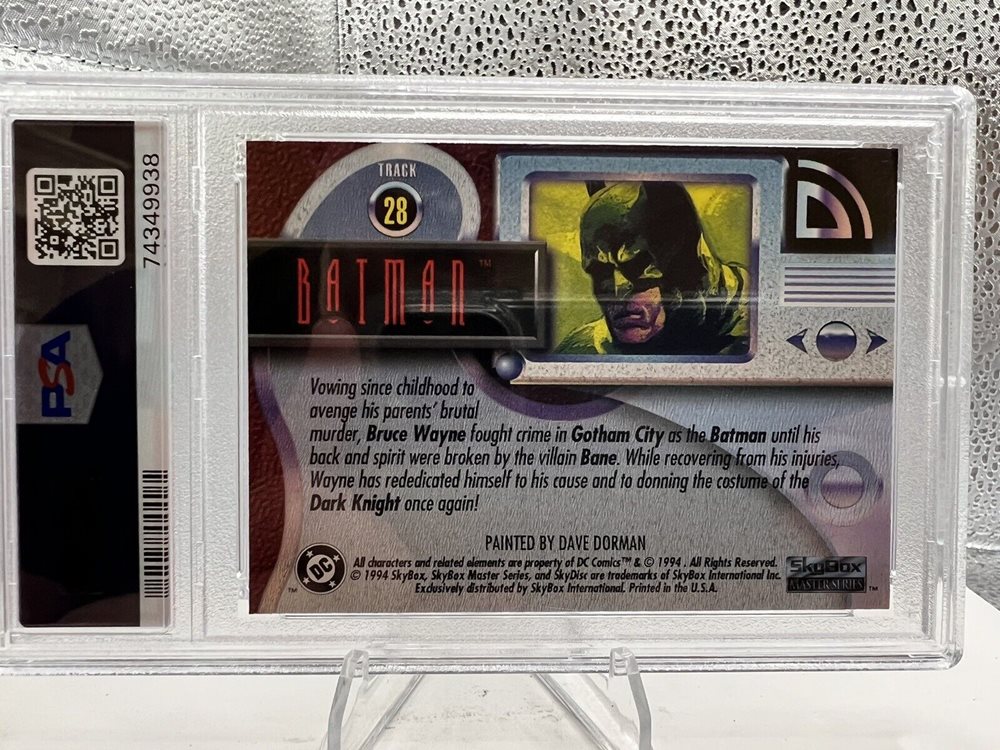 74349938
PSA
TRACK
28
BATMAN™
Vowing since childhood to
avenge his parents' brutal
murder, Bruce Wayne fought crime in Gotham City as the Batman until his
back and spirit were broken by the villain Bane. While recovering from his injuries,
Wayne has rededicated himself to his cause and to donning the costume of the
Dark Knight once again!
PAINTED BY DAVE DORMAN
DC
™
All characters and related elements are property of DC Comics™ & © 1994. All Rights Reserved.
© 1994 SkyBox, SkyBox Master Series, and SkyDisc are trademarks of SkyBox International Inc.
Exclusively distributed by SkyBox International. Printed in the U.S.A.
SkyBox
MASTER SERIES ™